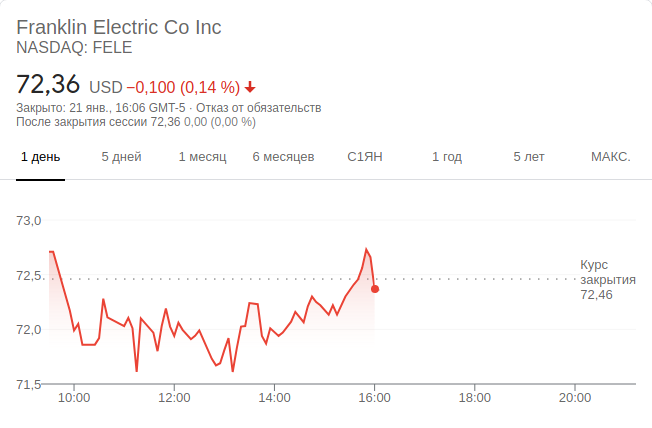 Franklin Electric Co Inc
NASDAQ: FELE
72,36 USD −0,100 (0,14 %)
Закрыто: 21 янв., 16:06 GMT-5 · Отказ от обязательств
После закрытия сессии 72,36 0,00 (0,00 %)
1 день 5 дней 1 месяц 6 месяцев С1ЯН 1 год 5 лет МАКС.
73,0
72,5
72,0
71,5
Курс
закрытия
72,46
10:00 12:00 14:00 16:00 18:00 20:00